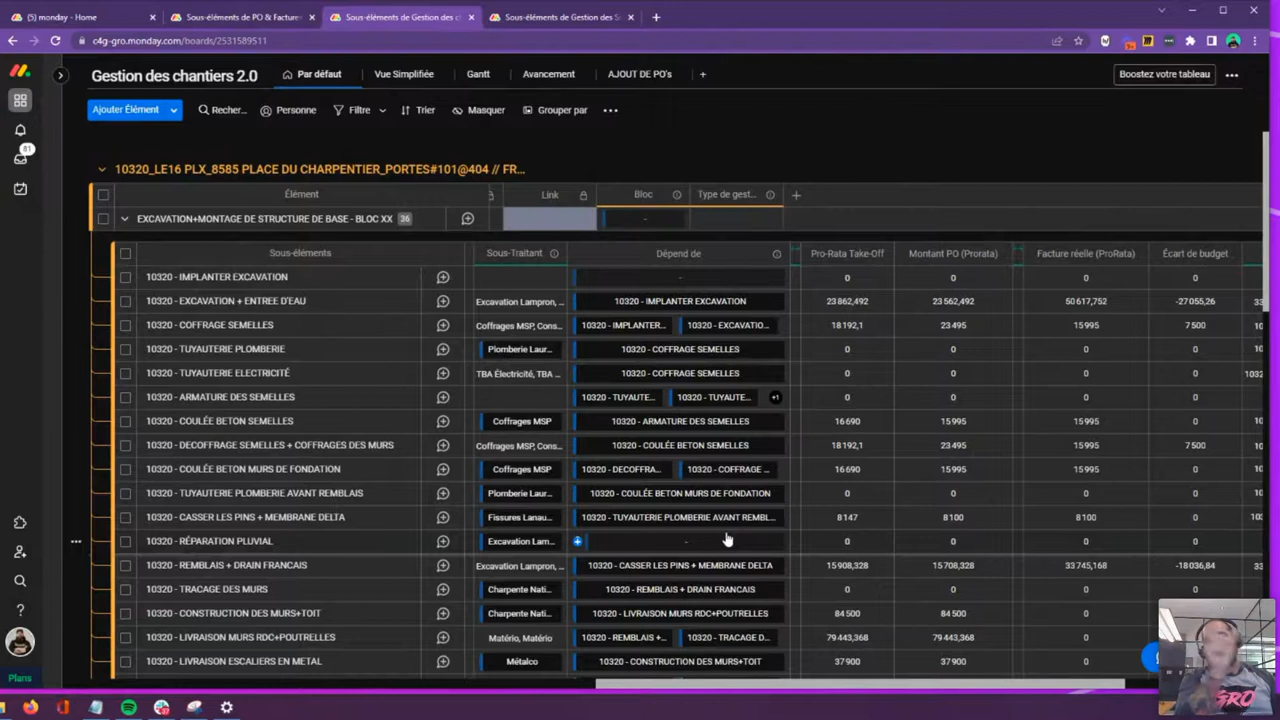 (5) monday - Home
Sous-éléments de PO & Facture
Sous-éléments de Gestion des ch
Sous-éléments de Gestion des S
c4g-gro.monday.com/boards/2531589511
Gestion des chantiers 2.0
Par défaut
Vue Simplifiée
Gantt
Avancement
AJOUT DE PO's
Boostez votre tableau
Ajouter Élément
Recher...
Personne
Filtre
Trier
Masquer
Grouper par
81
10320_LE16 PLX_8585 PLACE DU CHARPENTIER_PORTES#101@404 // FR...
Élément
Link
Bloc
Type de gest...
EXCAVATION+MONTAGE DE STRUCTURE DE BASE - BLOC XX 36
-
Sous-éléments
Sous-Traitant
Dépend de
Pro-Rata Take-Off
Montant PO (Prorata)
Facture réelle (ProRata)
Écart de budget
10320 - IMPLANTER EXCAVATION - 0 0 0 0
10320 - EXCAVATION + ENTREE D'EAU Excavation Lampron, ... 10320 - IMPLANTER EXCAVATION 23 862,492 23 562,492 50 617,752 -27 055,26 33
10320 - COFFRAGE SEMELLES Coffrages MSP, Cons... 10320 - IMPLANTER... 10320 - EXCAVATIO... 18 192,1 23 495 15 995 7 500 10
10320 - TUYAUTERIE PLOMBERIE Plomberie Laur... 10320 - COFFRAGE SEMELLES 0 0 0 0
10320 - TUYAUTERIE ELECTRICITÉ TBA Électricité, TBA ... 10320 - COFFRAGE SEMELLES 0 0 0 0 1032
10320 - ARMATURE DES SEMELLES 10320 - TUYAUTE... 10320 - TUYAUTE... +1 0 0 0 0
10320 - COULÉE BETON SEMELLES Coffrages MSP 10320 - ARMATURE DES SEMELLES 16 690 15 995 15 995 0 10
10320 - DECOFFRAGE SEMELLES + COFFRAGES DES MURS Coffrages MSP, Cons... 10320 - COULÉE BETON SEMELLES 18 192,1 23 495 15 995 7 500 10
10320 - COULÉE BETON MURS DE FONDATION Coffrages MSP 10320 - DECOFFRA... 10320 - COFFRAGE ... 16 690 15 995 15 995 0 10
10320 - TUYAUTERIE PLOMBERIE AVANT REMBLAIS Plomberie Laur... 10320 - COULÉE BETON MURS DE FONDATION 0 0 0 0
10320 - CASSER LES PINS + MEMBRANE DELTA Fissures Lanau... 10320 - TUYAUTERIE PLOMBERIE AVANT REMBL... 8 147 8 100 8 100 0 10
10320 - RÉPARATION PLUVIAL Excavation Lam... - 0 0 0 0
10320 - REMBLAIS + DRAIN FRANCAIS Excavation Lampron, ... 10320 - CASSER LES PINS + MEMBRANE DELTA 15 908,328 15 708,328 33 745,168 -18 036,84 33
10320 - TRACAGE DES MURS Charpente Nati... 10320 - REMBLAIS + DRAIN FRANCAIS 0 0 0 0
10320 - CONSTRUCTION DES MURS+TOIT Charpente Nati... 10320 - LIVRAISON MURS RDC+POUTRELLES 84 500 84 500 0 0
10320 - LIVRAISON MURS RDC+POUTRELLES Matério, Matério 10320 - REMBLAIS +... 10320 - TRACAGE D... 79 443,368 79 443,368 0 0
10320 - LIVRAISON ESCALIERS EN METAL Métalco 10320 - CONSTRUCTION DES MURS+TOIT 37 900 37 900 0 0
Plans
GRO